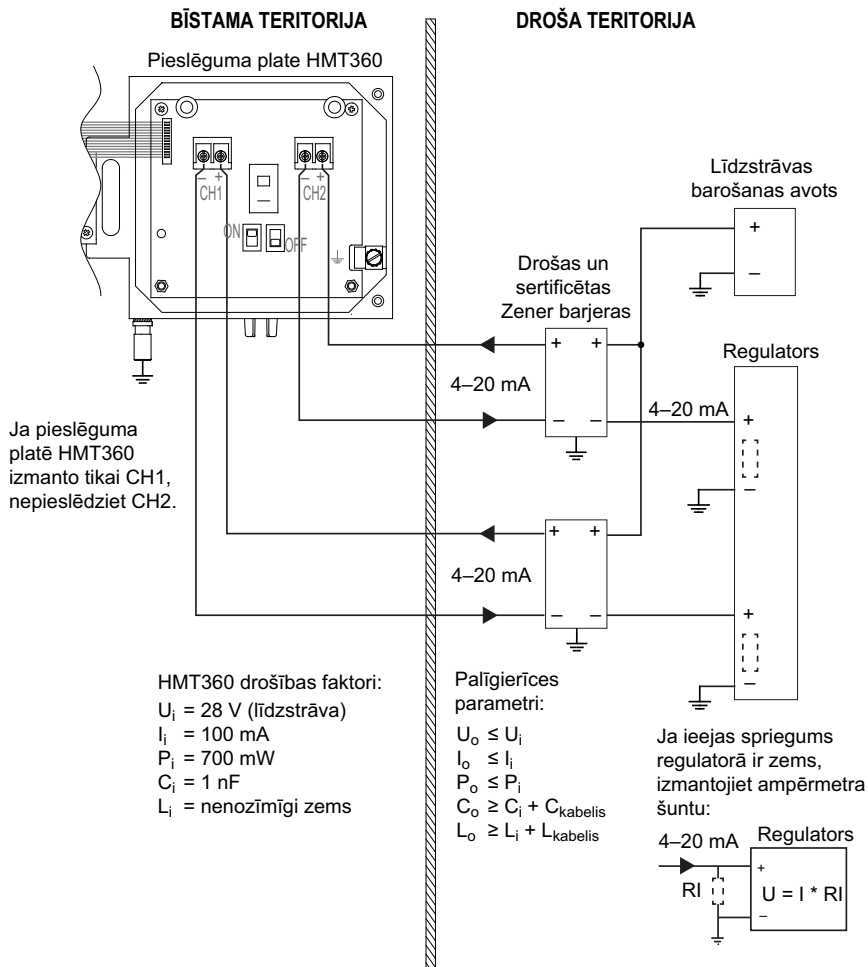 BĪSTAMA TERITORIJA
DROŠA TERITORIJA
Pieslēguma plate HMT360
– +
CH1
– +
CH2
ON
OFF
Līdzstrāvas
barošanas avots
+
–
Drošas un
sertificētas
Zener barjeras
+ +
4–20 mA
– –
Regulators
4–20 mA
+
–
Ja pieslēguma
platē HMT360
izmanto tikai CH1,
nepieslēdziet CH2.
+ +
4–20 mA
– –
+
–
HMT360 drošības faktori:
Ui = 28 V (līdzstrāva)
Ii = 100 mA
Pi = 700 mW
Ci = 1 nF
Li = nenozīmīgi zems
Palīgierīces
parametri:
Uo ≤ Ui
Io ≤ Ii
Po ≤ Pi
Co ≥ Ci + Ckabelis
Lo ≥ Li + Lkabelis
Ja ieejas spriegums
regulatorā ir zems,
izmantojiet ampērmetra
šuntu:
4–20 mA
Regulators
+
RI
U = I * RI
–